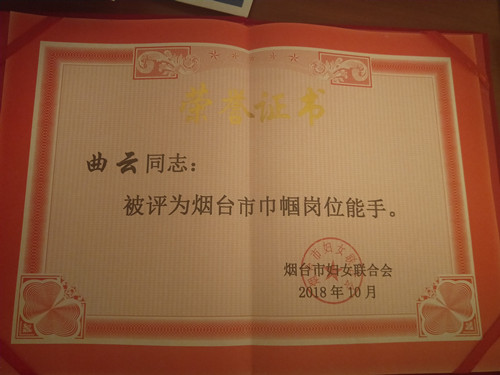 荣誉证书
曲云同志：
被评为烟台市巾帼岗位能手。
烟台市妇女联合会
2018年10月